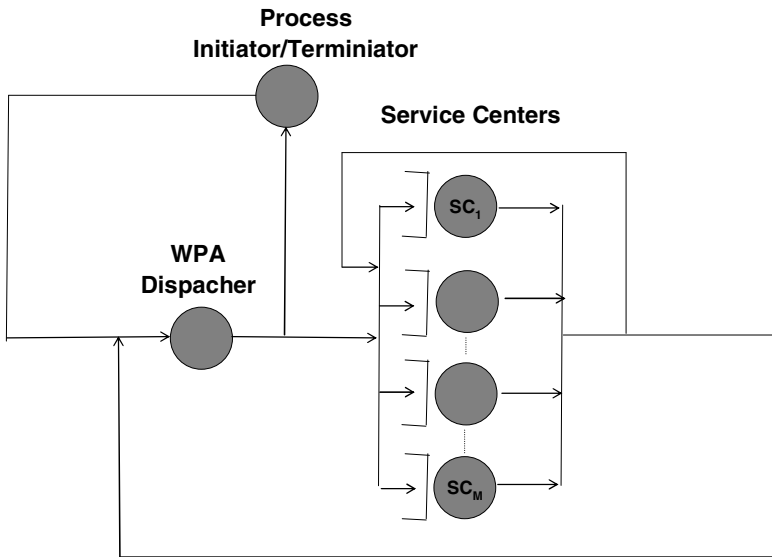 Process
Initiator/Terminiator
Service Centers
SC1
WPA
Dispacher
SCM